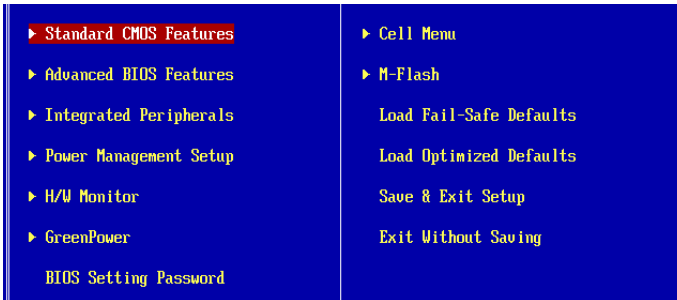 Standard CMOS Features
Advanced BIOS Features
Integrated Peripherals
Power Management Setup
H/W Monitor
GreenPower
BIOS Setting Password
Cell Menu
M-Flash
Load Fail-Safe Defaults
Load Optimized Defaults
Save & Exit Setup
Exit Without Saving